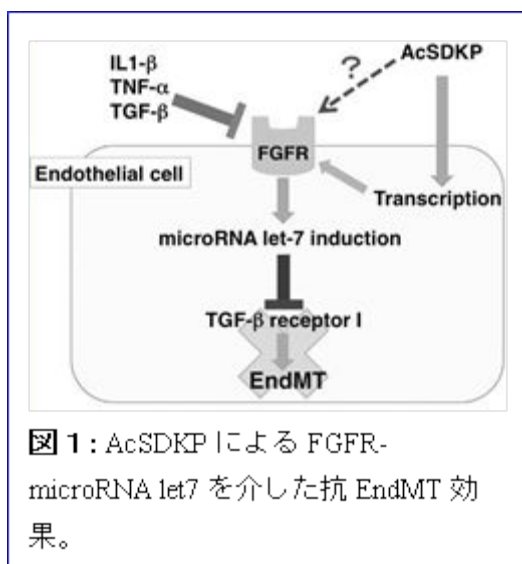 IL1-β
TNF-α
TGF-β
?
AcSDKP
FGFR
Endothelial cell
Transcription
microRNA let-7 induction
TGF-β receptor I
EndMT
図 1 : AcSDKP による FGFR-
microRNA let7 を介した抗 EndMT 効
果。